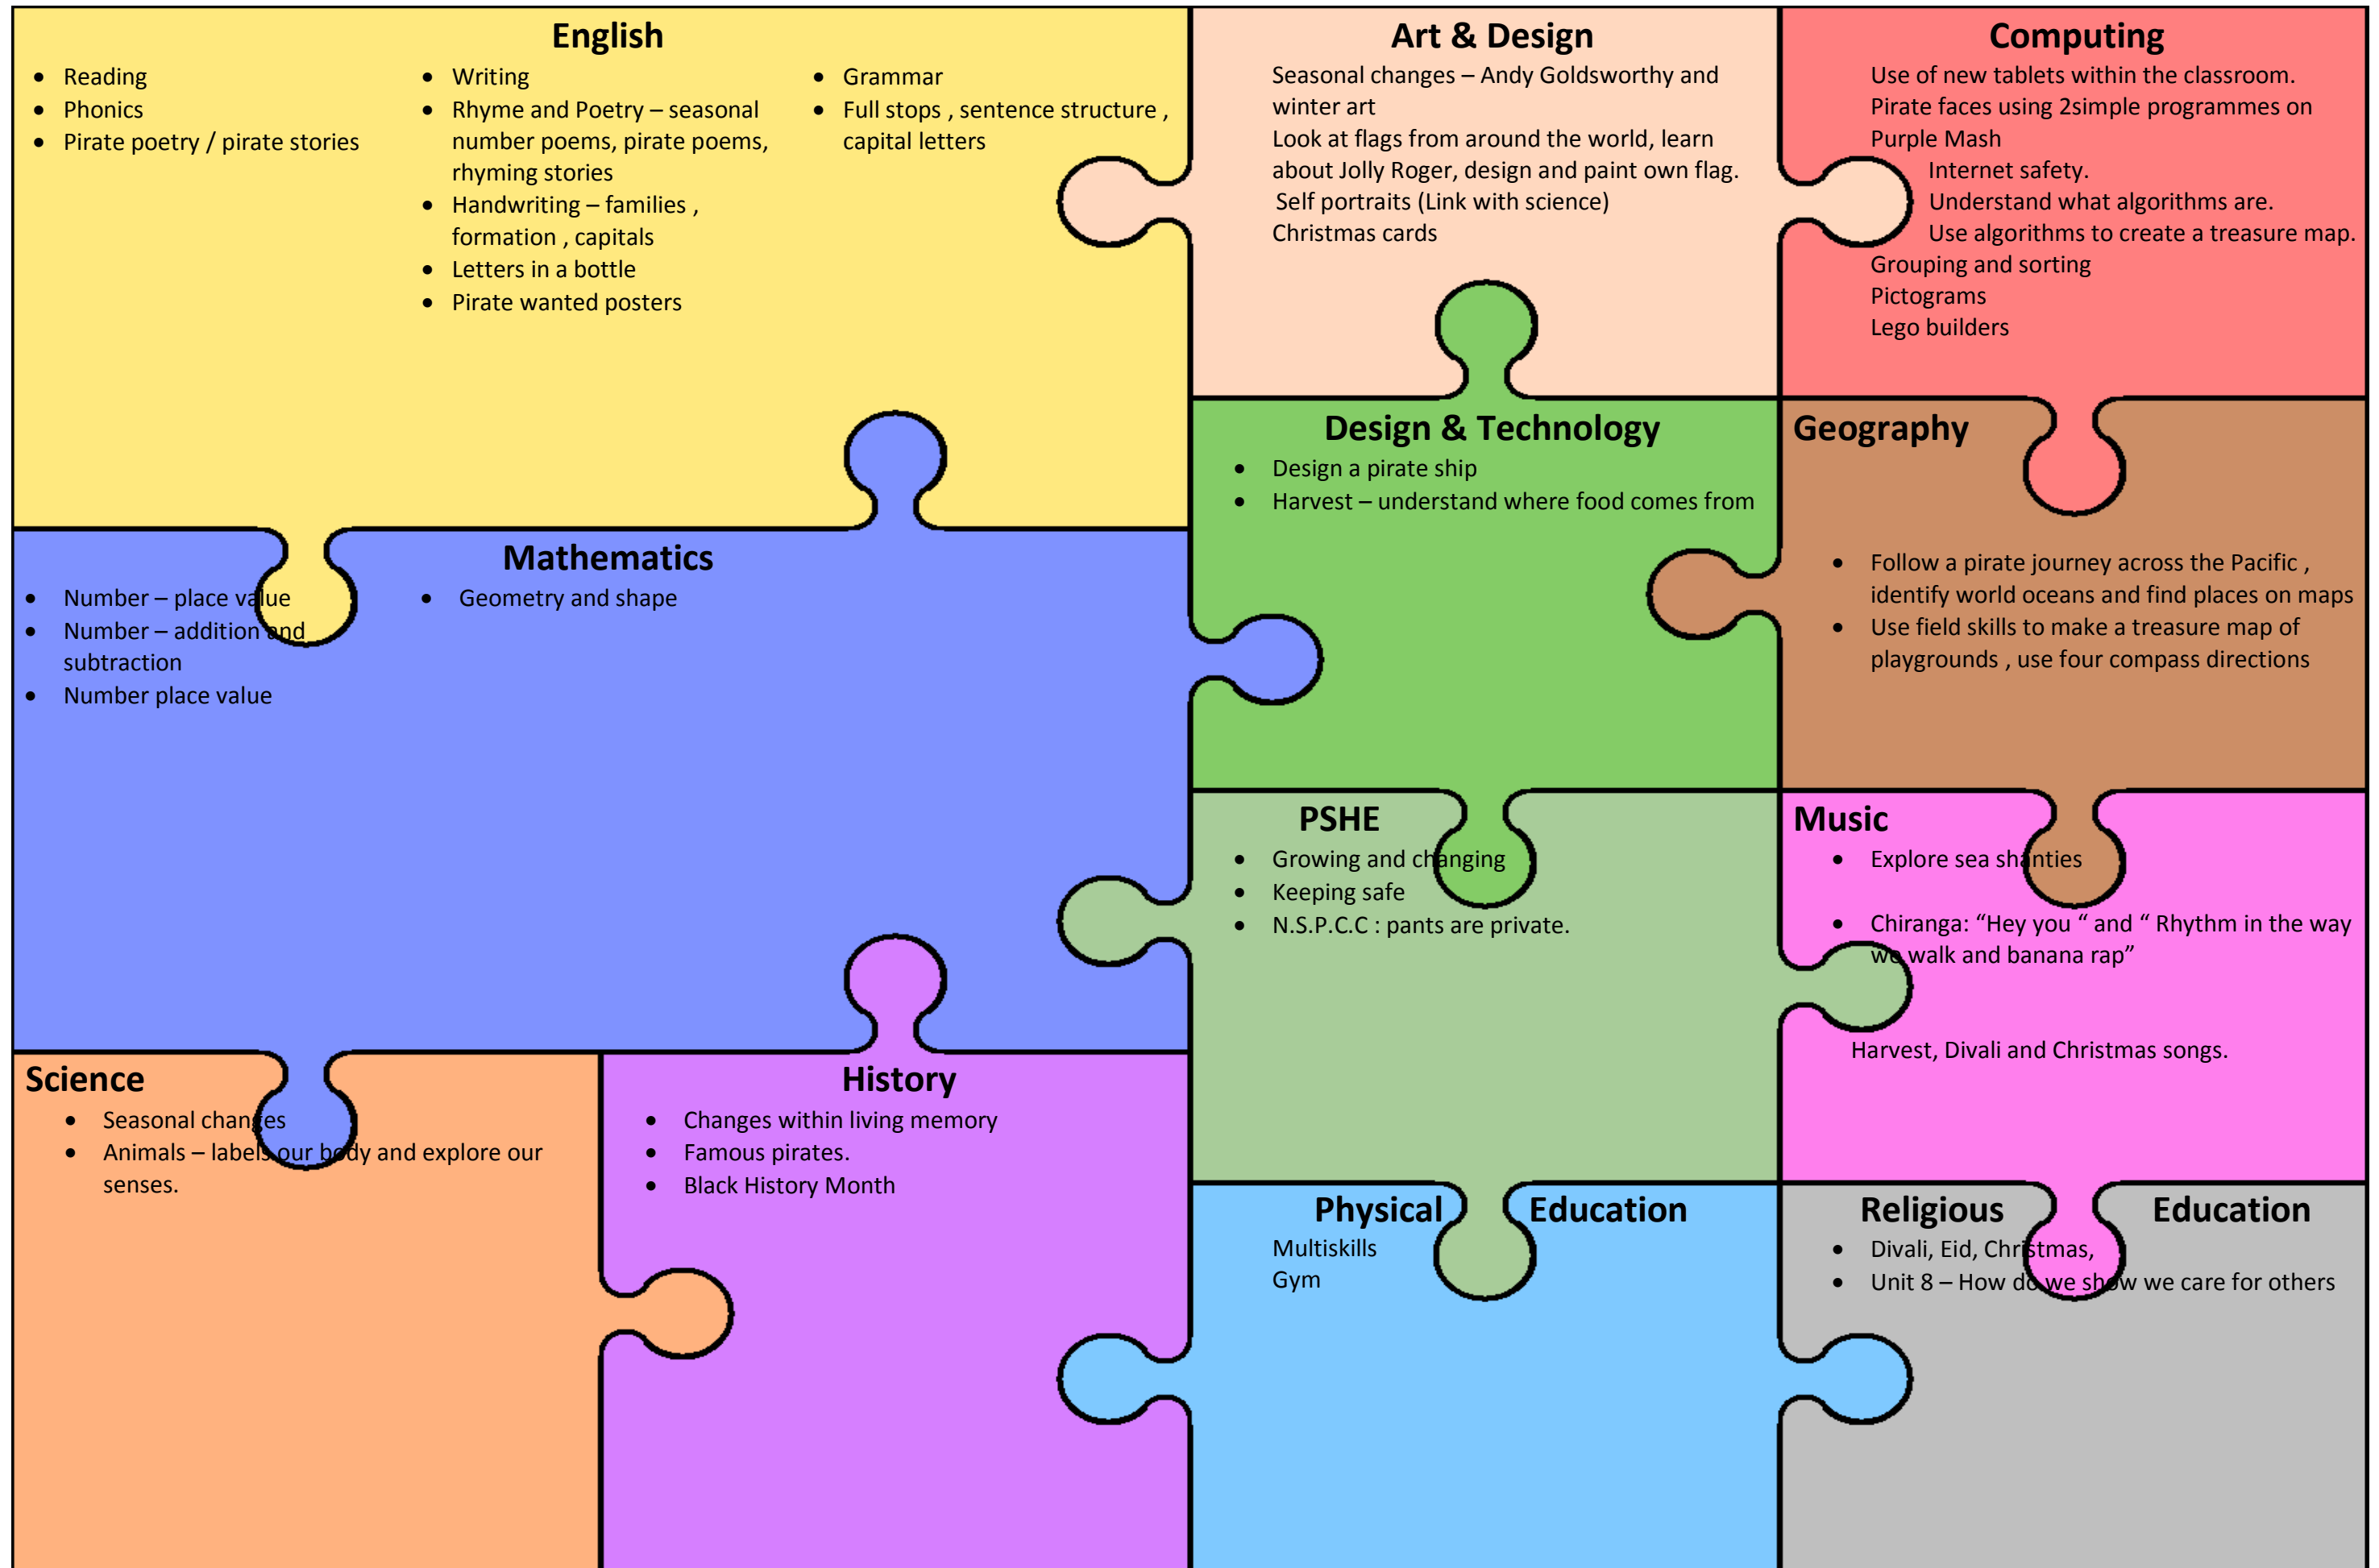 English
• Reading
• Phonics
• Pirate poetry / pirate stories
• Writing
• Rhyme and Poetry – seasonal
number poems, pirate poems,
rhyming stories
• Handwriting – families ,
formation , capitals
• Letters in a bottle
• Pirate wanted posters
• Grammar
• Full stops , sentence structure ,
capital letters
Art & Design
Seasonal changes – Andy Goldsworthy and
winter art
Look at flags from around the world, learn
about Jolly Roger, design and paint own flag.
Self portraits (Link with science)
Christmas cards
Computing
Use of new tablets within the classroom.
Pirate faces using 2simple programmes on
Purple Mash
Internet safety.
Understand what algorithms are.
Use algorithms to create a treasure map.
Grouping and sorting
Pictograms
Lego builders
Mathematics
• Number – place value
• Number – addition and
subtraction
• Number place value
• Geometry and shape
Design & Technology
• Design a pirate ship
• Harvest – understand where food comes from
Geography
• Follow a pirate journey across the Pacific ,
identify world oceans and find places on maps
• Use field skills to make a treasure map of
playgrounds , use four compass directions
PSHE
• Growing and changing
• Keeping safe
• N.S.P.C.C : pants are private.
Music
• Explore sea shanties
• Chiranga: “Hey you “ and “ Rhythm in the way
we walk and banana rap”
Harvest, Divali and Christmas songs.
Science
• Seasonal changes
• Animals – labels our body and explore our
senses.
History
• Changes within living memory
• Famous pirates.
• Black History Month
Physical Education
Multiskills
Gym
Religious Education
• Divali, Eid, Christmas,
• Unit 8 – How do we show we care for others